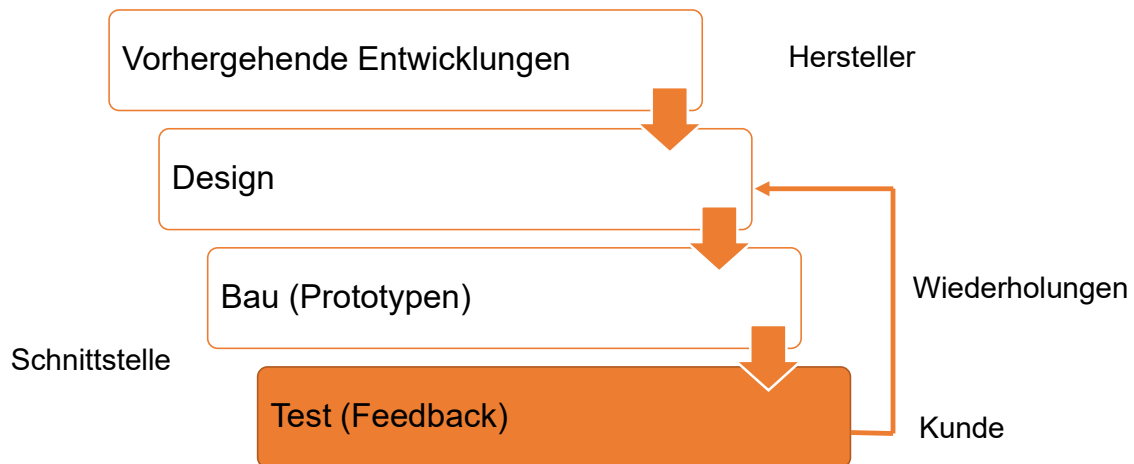 Vorhergehende Entwicklungen
Hersteller
Design
Bau (Prototypen)
Wiederholungen
Schnittstelle
Test (Feedback)
Kunde